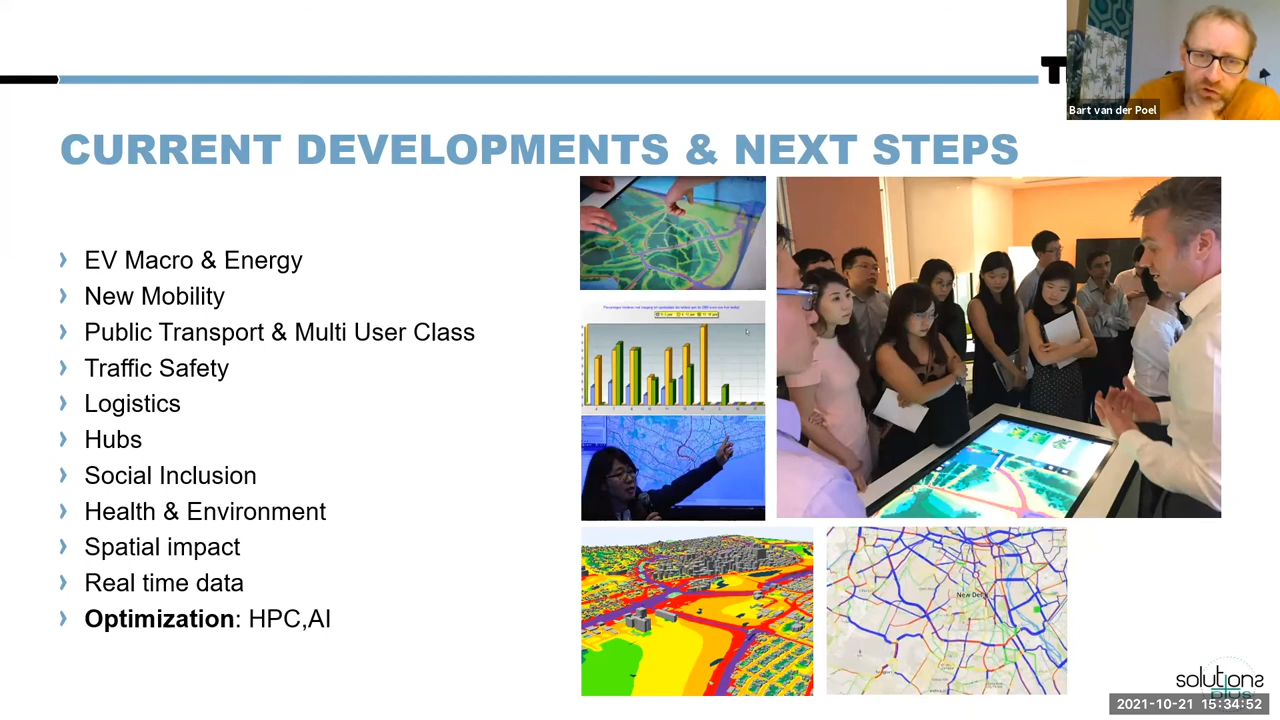 Bart van der Poel
CURRENT DEVELOPMENTS & NEXT STEPS
› EV Macro & Energy
› New Mobility
› Public Transport & Multi User Class
› Traffic Safety
› Logistics
› Hubs
› Social Inclusion
› Health & Environment
› Spatial impact
› Real time data
› Optimization: HPC,AI
New Delhi
solutions
plus
2021-10-21 15:34:52